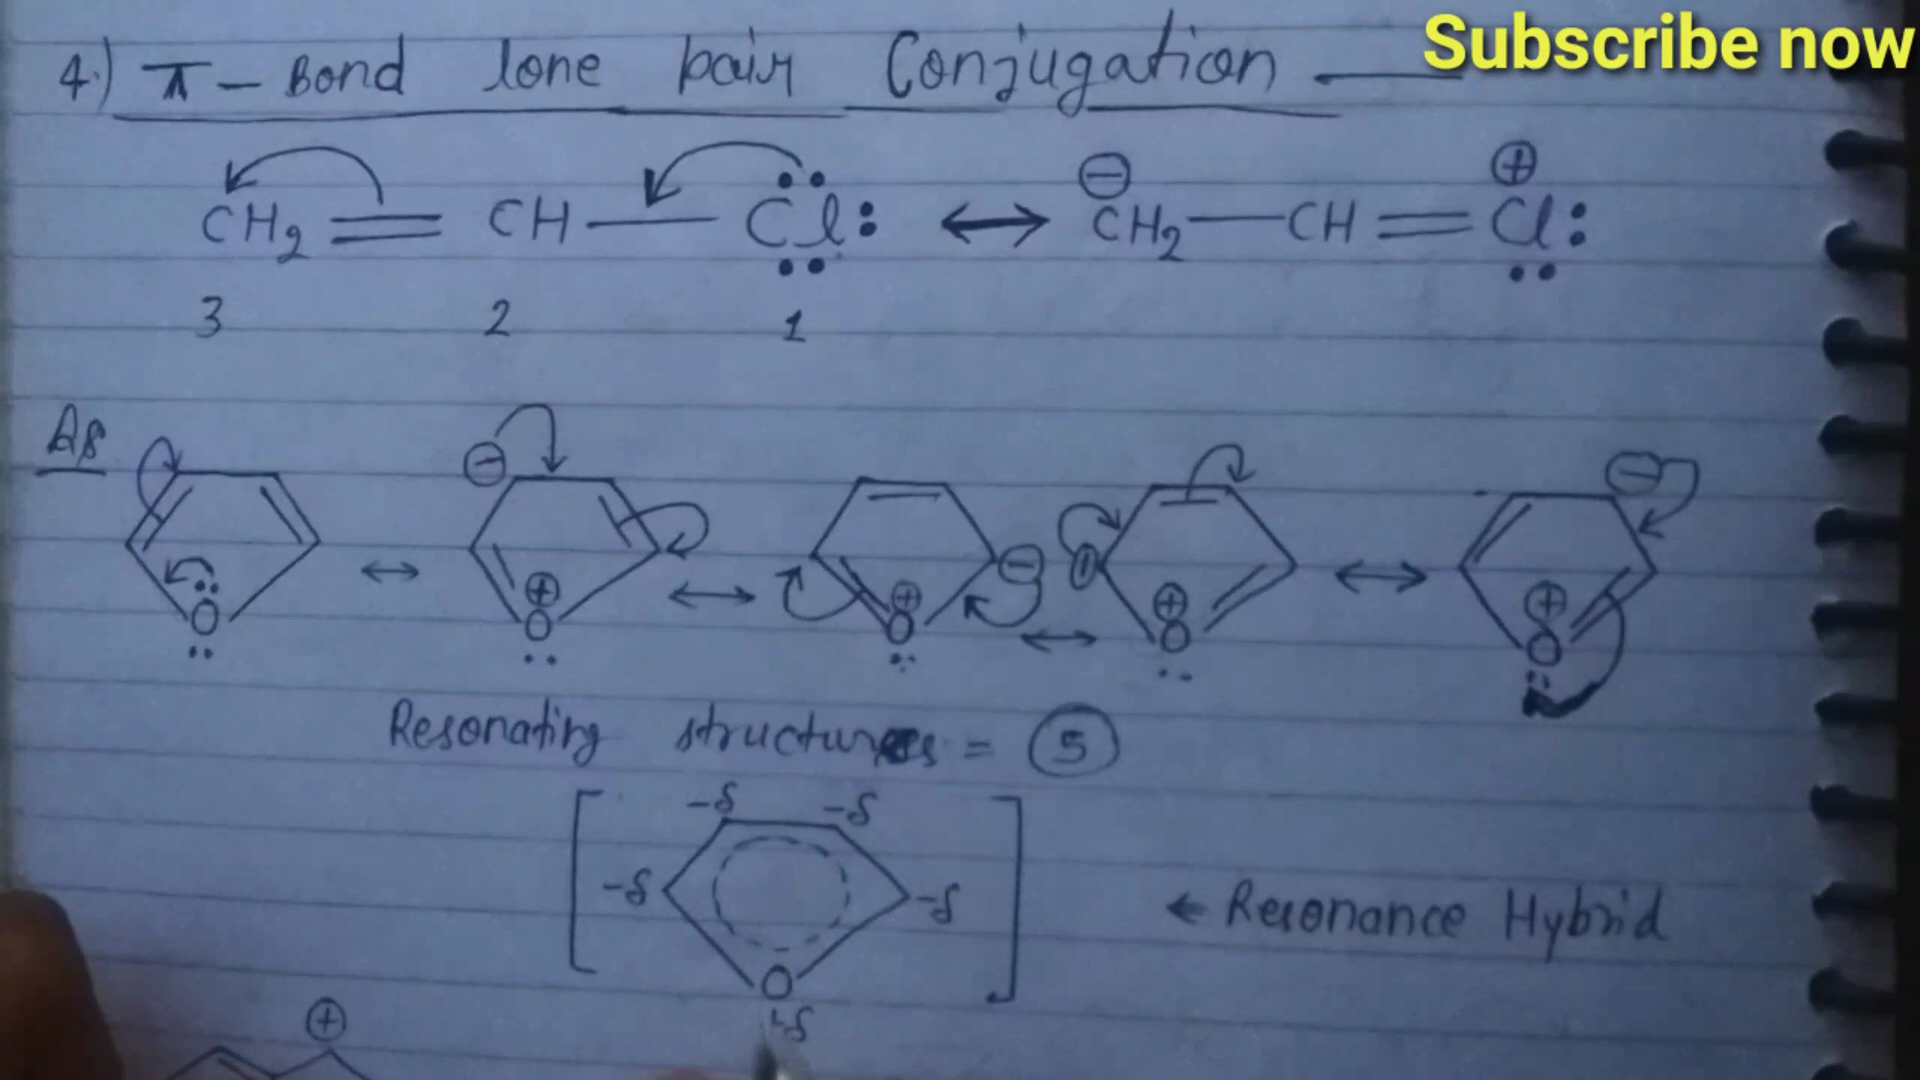 Subscribe now
4.) π - Bond lone pair Conjugation
CH2 = CH - Cl: ↔ ⊖CH2 - CH = Cl⊕:
3 2 1
O ↔ ⊖ ⊕ O ↔ ⊖ ⊕ O ↔ ⊖ ⊕ O ↔ ⊖ ⊕ O
Resonating structures = 5
-δ -δ
-δ -δ
← Resonance Hybrid
O
+δ
⊕